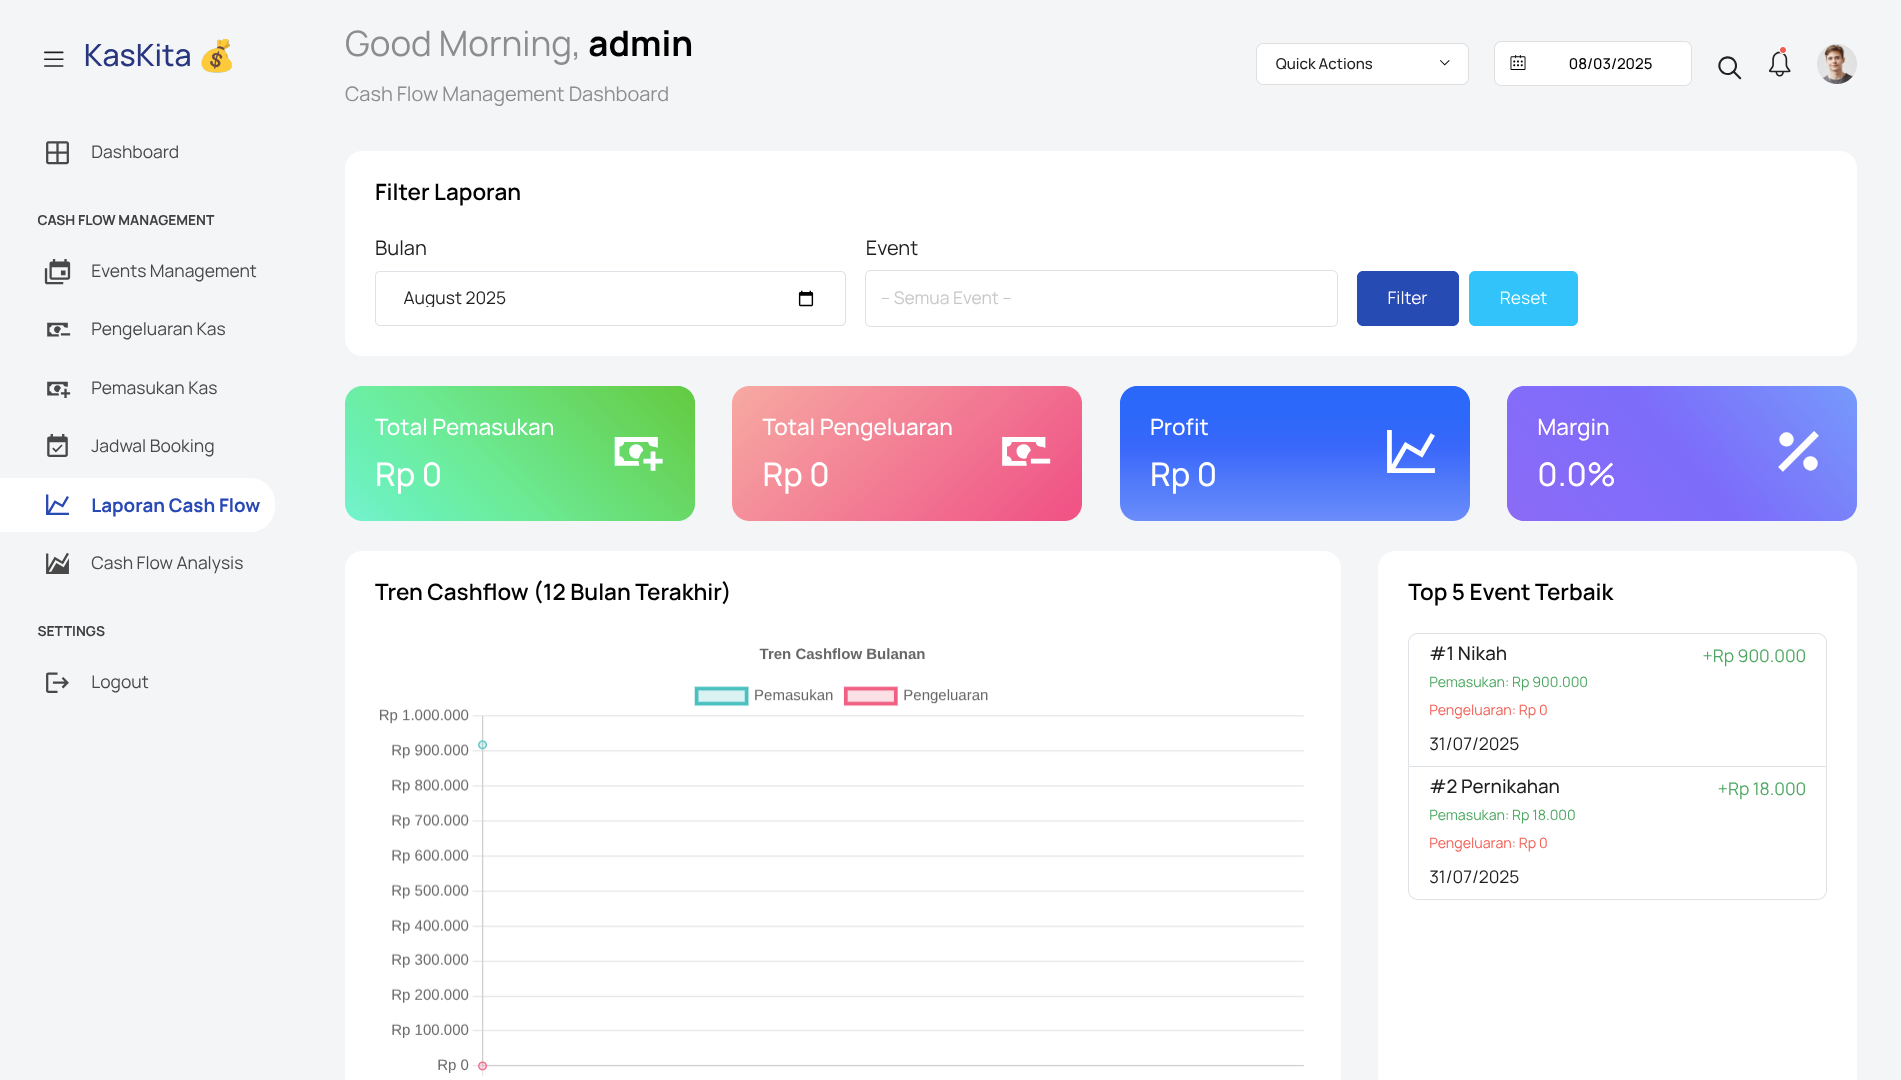 KasKita
Dashboard
CASH FLOW MANAGEMENT
Events Management
Pengeluaran Kas
Pemasukan Kas
Jadwal Booking
Laporan Cash Flow
Cash Flow Analysis
SETTINGS
Logout
Good Morning, admin
Cash Flow Management Dashboard
Quick Actions
08/03/2025
Filter Laporan
Bulan
August 2025
Event
– Semua Event –
Filter
Reset
Total Pemasukan
Rp 0
Total Pengeluaran
Rp 0
Profit
Rp 0
Margin
0.0%
Tren Cashflow (12 Bulan Terakhir)
Tren Cashflow Bulanan
Pemasukan
Pengeluaran
Rp 1.000.000
Rp 900.000
Rp 800.000
Rp 700.000
Rp 600.000
Rp 500.000
Rp 400.000
Rp 300.000
Rp 200.000
Rp 100.000
Rp 0
Top 5 Event Terbaik
#1 Nikah
+Rp 900.000
Pemasukan: Rp 900.000
Pengeluaran: Rp 0
31/07/2025
#2 Pernikahan
+Rp 18.000
Pemasukan: Rp 18.000
Pengeluaran: Rp 0
31/07/2025